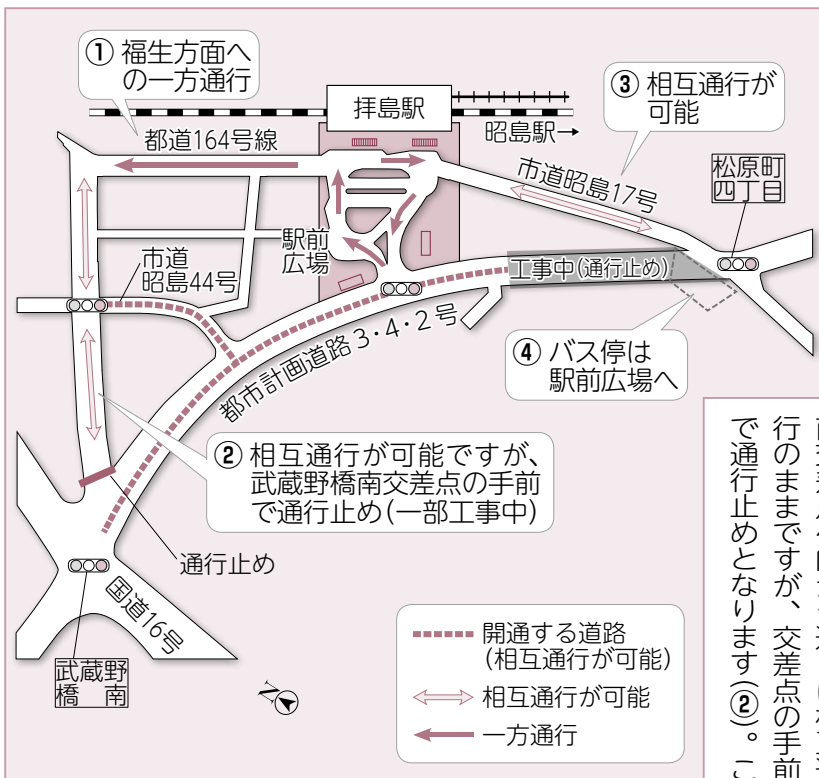 ① 福生方面へ
の一方通行
拝島駅
昭島駅→
③ 相互通行が
可能
都道164号線
市道昭島17号
松原町
四丁目
駅前
広場
市道
昭島44号
工事中(通行止め)
都市計画道路3・4・2号
④ バス停は
駅前広場へ
② 相互通行が可能ですが、
武蔵野橋南交差点の手前
で通行止め(一部工事中)
通行止め
国道16号
武蔵野
橋 南
N
開通する道路
(相互通行が可能)
相互通行が可能
一方通行
行のままですが、交差点の手前
で通行止めとなります(②)。こ